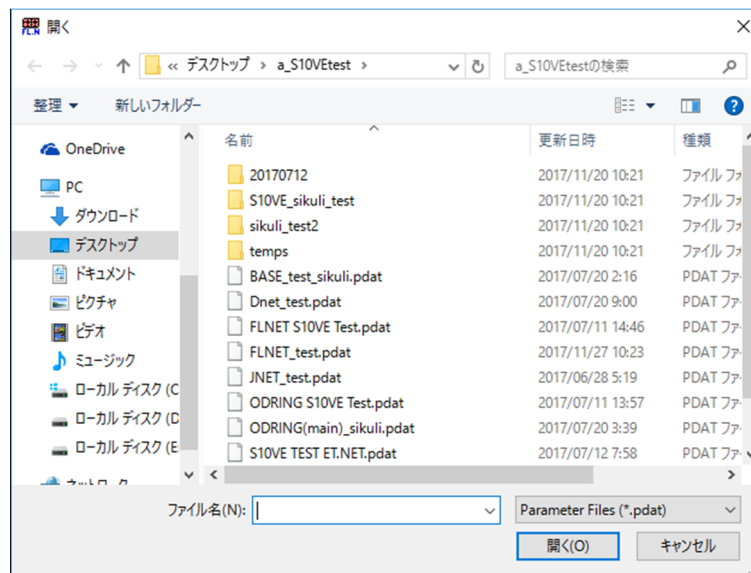 FL.N 開く
« デスクトップ › a_S10VEtest › a_S10VEtestの検索
整理 新しいフォルダー
名前 更新日時 種類
OneDrive
PC
ダウンロード
デスクトップ
ドキュメント
ピクチャ
ビデオ
ミュージック
ローカル ディスク (C
ローカル ディスク (D
ローカル ディスク (E
20170712 2017/11/20 10:21 ファイル フォ
S10VE_sikuli_test 2017/11/20 10:21 ファイル フォ
sikuli_test2 2017/11/20 10:21 ファイル フォ
temps 2017/11/20 10:21 ファイル フォ
BASE_test_sikuli.pdat 2017/07/20 2:16 PDAT ファ
Dnet_test.pdat 2017/07/20 9:00 PDAT ファ
FLNET S10VE Test.pdat 2017/07/11 14:46 PDAT ファ
FLNET_test.pdat 2017/11/27 10:23 PDAT ファ
JNET_test.pdat 2017/06/28 5:19 PDAT ファ
ODRING S10VE Test.pdat 2017/07/11 13:57 PDAT ファ
ODRING(main)_sikuli.pdat 2017/07/20 3:39 PDAT ファ
S10VE TEST ET.NET.pdat 2017/07/12 7:58 PDAT ファ
ファイル名(N): Parameter Files (*.pdat)
開く(O) キャンセル